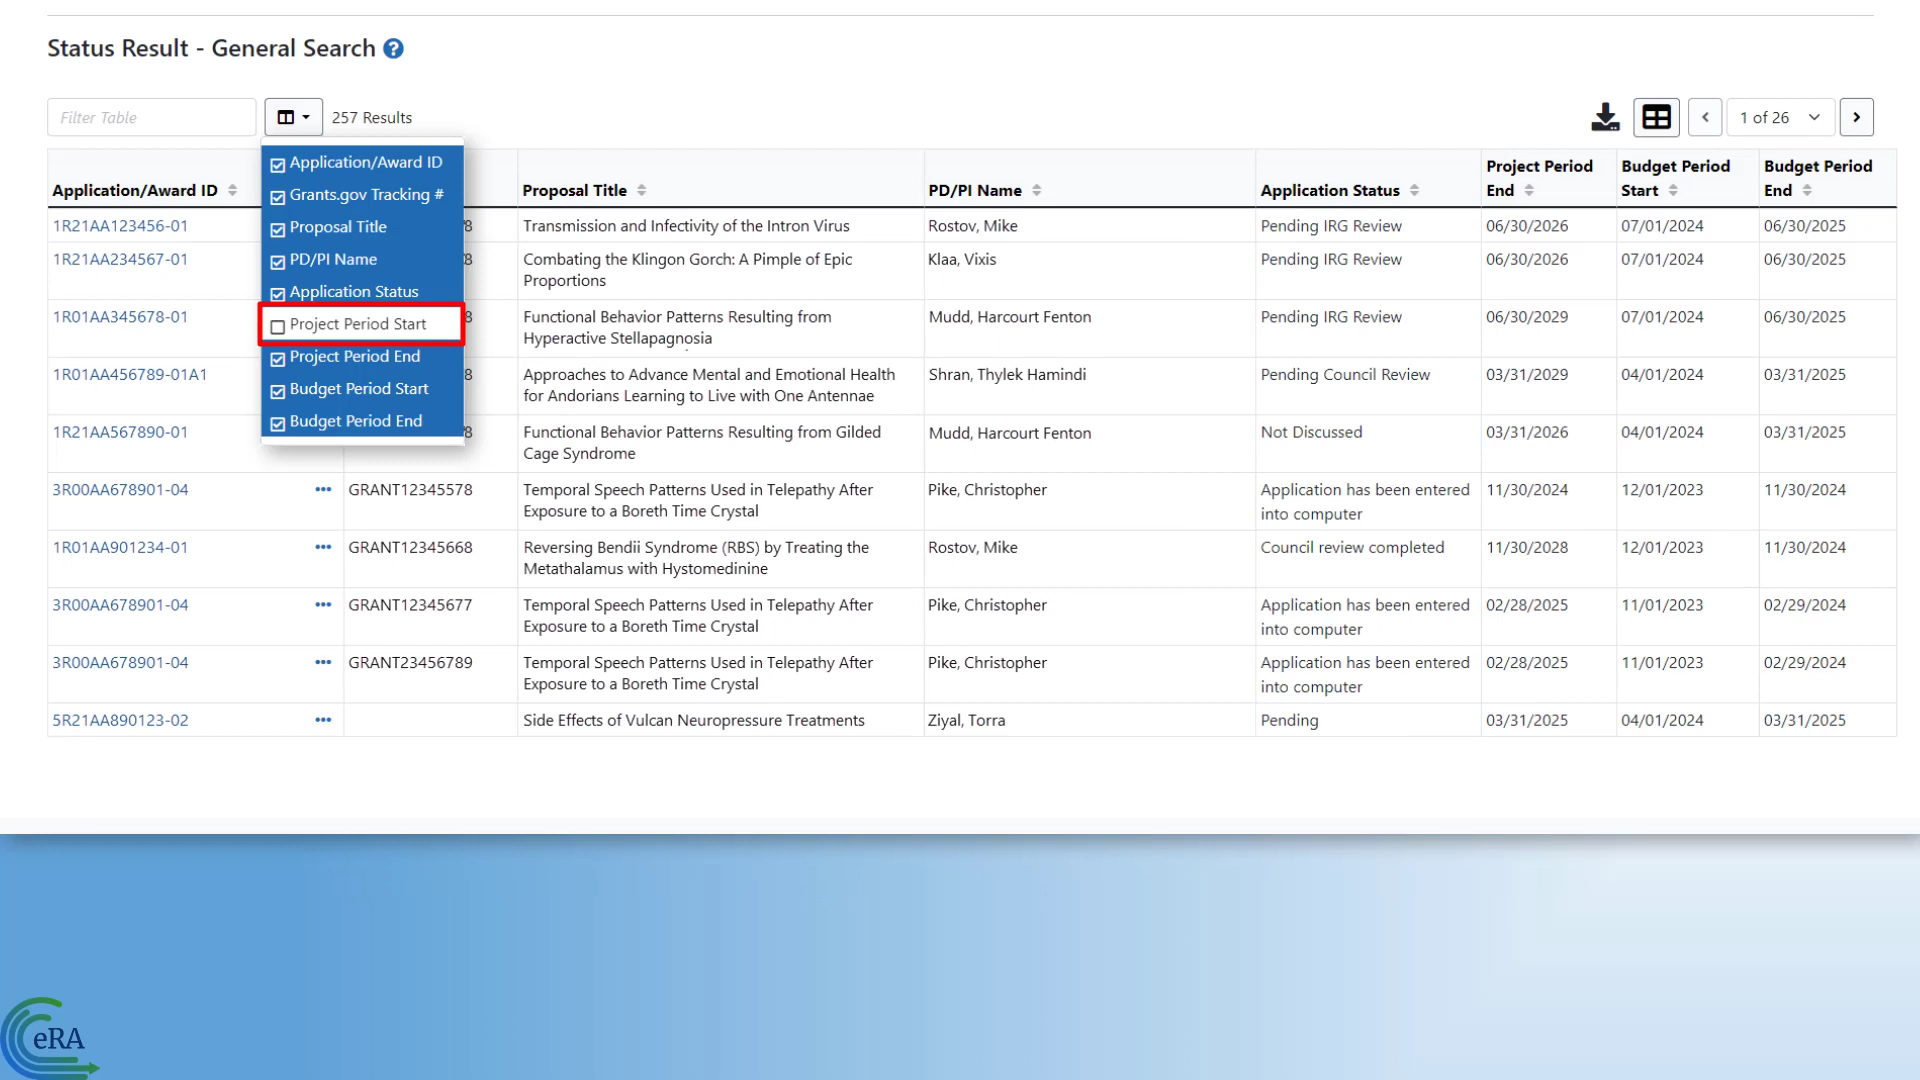 Status Result - General Search ?
Filter Table
257 Results
1 of 26
Application/Award ID
Grants.gov Tracking #
Proposal Title
PD/PI Name
Application Status
Project Period Start
Project Period End
Budget Period Start
Budget Period End
Application/Award ID Proposal Title PD/PI Name Application Status Project Period End Budget Period Start Budget Period End
1R21AA123456-01 8 Transmission and Infectivity of the Intron Virus Rostov, Mike Pending IRG Review 06/30/2026 07/01/2024 06/30/2025
1R21AA234567-01 8 Combating the Klingon Gorch: A Pimple of Epic Klaa, Vixis Pending IRG Review 06/30/2026 07/01/2024 06/30/2025
Proportions
1R01AA345678-01 8 Functional Behavior Patterns Resulting from Mudd, Harcourt Fenton Pending IRG Review 06/30/2029 07/01/2024 06/30/2025
Hyperactive Stellapagnosia
1R01AA456789-01A1 8 Approaches to Advance Mental and Emotional Health Shran, Thylek Hamindi Pending Council Review 03/31/2029 04/01/2024 03/31/2025
for Andorians Learning to Live with One Antennae
1R21AA567890-01 8 Functional Behavior Patterns Resulting from Gilded Mudd, Harcourt Fenton Not Discussed 03/31/2026 04/01/2024 03/31/2025
Cage Syndrome
3R00AA678901-04 ••• GRANT12345578 Temporal Speech Patterns Used in Telepathy After Pike, Christopher Application has been entered 11/30/2024 12/01/2023 11/30/2024
Exposure to a Boreth Time Crystal into computer
1R01AA901234-01 ••• GRANT12345668 Reversing Bendii Syndrome (RBS) by Treating the Rostov, Mike Council review completed 11/30/2028 12/01/2023 11/30/2024
Metathalamus with Hystomedinine
3R00AA678901-04 ••• GRANT12345677 Temporal Speech Patterns Used in Telepathy After Pike, Christopher Application has been entered 02/28/2025 11/01/2023 02/29/2024
Exposure to a Boreth Time Crystal into computer
3R00AA678901-04 ••• GRANT23456789 Temporal Speech Patterns Used in Telepathy After Pike, Christopher Application has been entered 02/28/2025 11/01/2023 02/29/2024
Exposure to a Boreth Time Crystal into computer
5R21AA890123-02 ••• Side Effects of Vulcan Neuropressure Treatments Ziyal, Torra Pending 03/31/2025 04/01/2024 03/31/2025
eRA